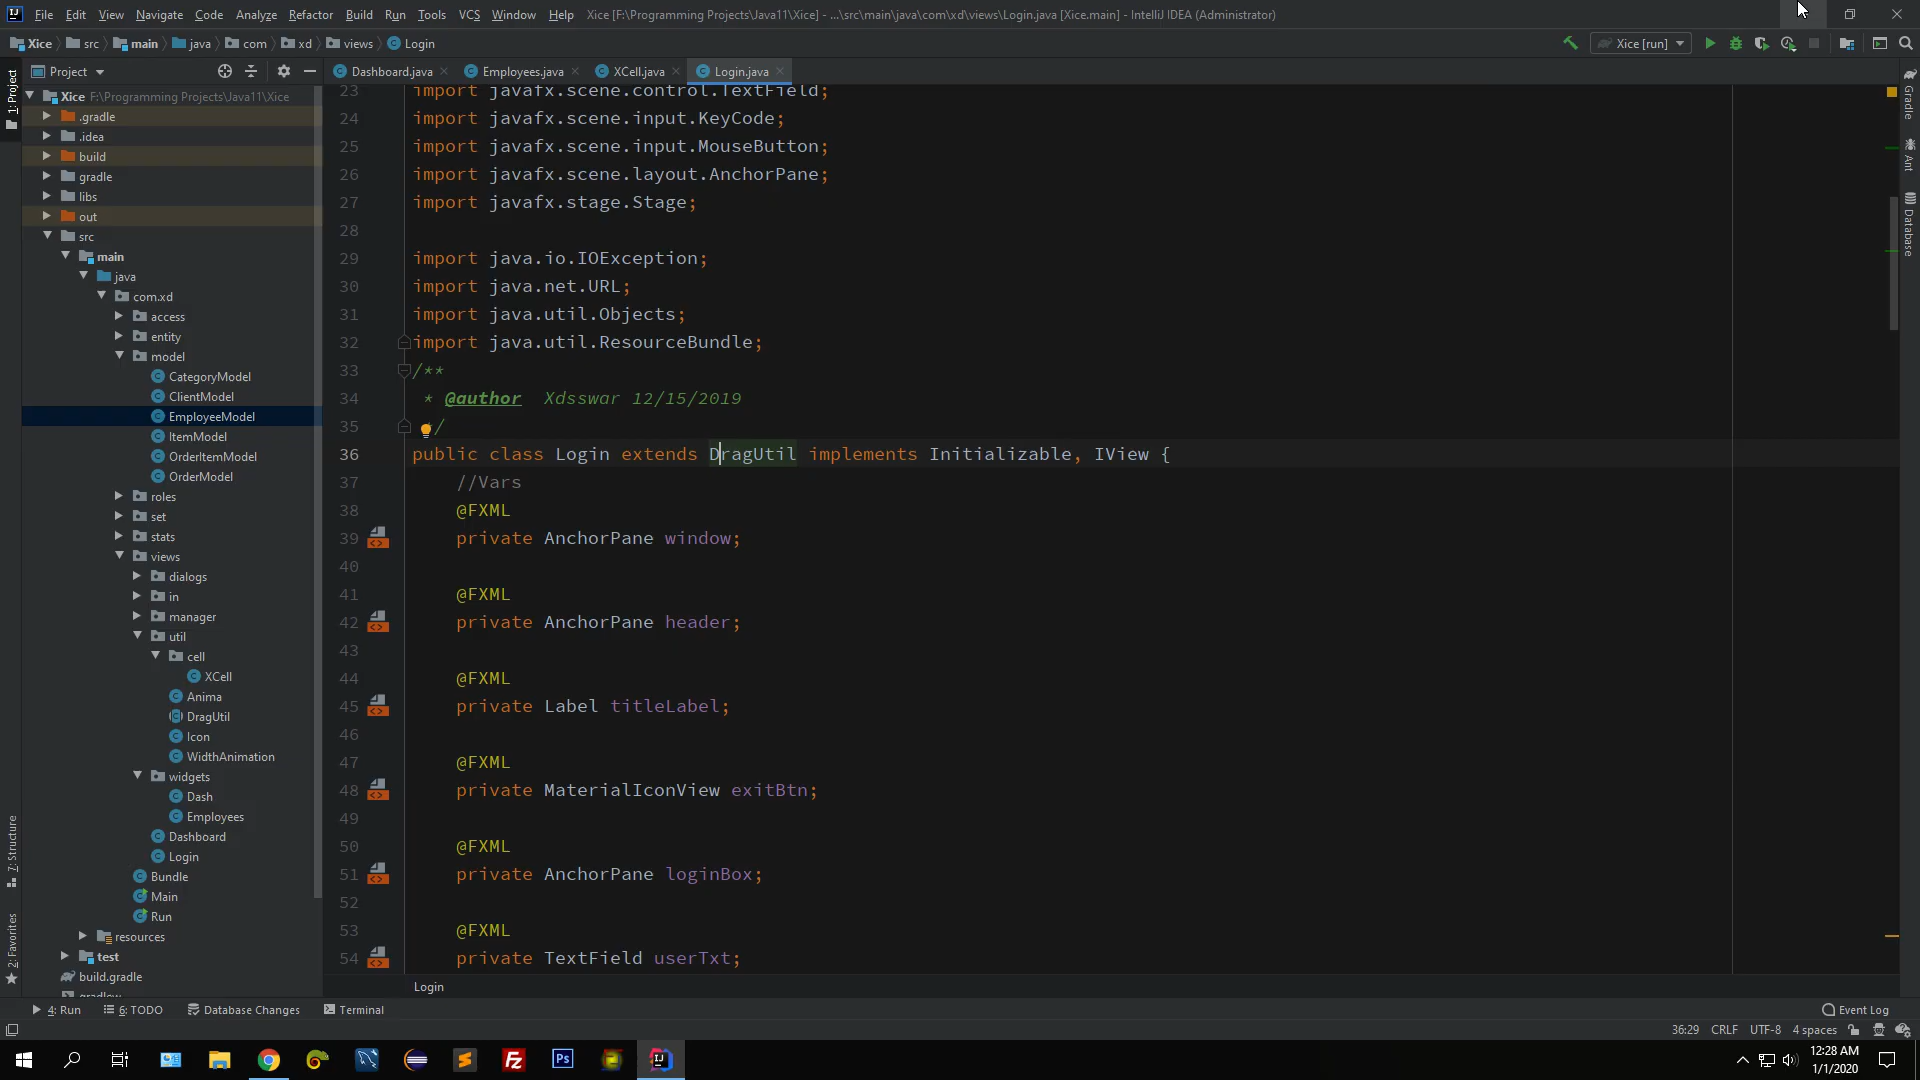 File Edit View Navigate Code Analyze Refactor Build Run Tools VCS Window Help Xice [F:\Programming Projects\Java11\Xice] - ...\src\main\java\com\xd\views\Login.java [Xice.main] - IntelliJ IDEA (Administrator)
Xice src main java com xd views Login Xice [run]
Project Dashboard.java Employees.java XCell.java Login.java
Xice F:\Programming Projects\Java11\Xice
.gradle
.idea
build
gradle
libs
out
src
main
java
com.xd
access
entity
model
CategoryModel
ClientModel
EmployeeModel
ItemModel
OrderItemModel
OrderModel
roles
set
stats
views
dialogs
in
manager
util
cell
XCell
Anima
DragUtil
Icon
WidthAnimation
widgets
Dash
Employees
Dashboard
Login
Bundle
Main
Run
resources
test
build.gradle
gradlew
1: Project
7: Structure
2: Favorites
23 import javafx.scene.control.TextField;
24 import javafx.scene.input.KeyCode;
25 import javafx.scene.input.MouseButton;
26 import javafx.scene.layout.AnchorPane;
27 import javafx.stage.Stage;
28
29 import java.io.IOException;
30 import java.net.URL;
31 import java.util.Objects;
32 import java.util.ResourceBundle;
33 /**
34 * @author Xdsswar 12/15/2019
35 */
36 public class Login extends DragUtil implements Initializable, IView {
37 //Vars
38 @FXML
39 private AnchorPane window;
40
41 @FXML
42 private AnchorPane header;
43
44 @FXML
45 private Label titleLabel;
46
47 @FXML
48 private MaterialIconView exitBtn;
49
50 @FXML
51 private AnchorPane loginBox;
52
53 @FXML
54 private TextField userTxt;
Login
Gradle
Ant
Database
4: Run 6: TODO Database Changes Terminal Event Log
36:29 CRLF UTF-8 4 spaces
Ps
12:28 AM
1/1/2020